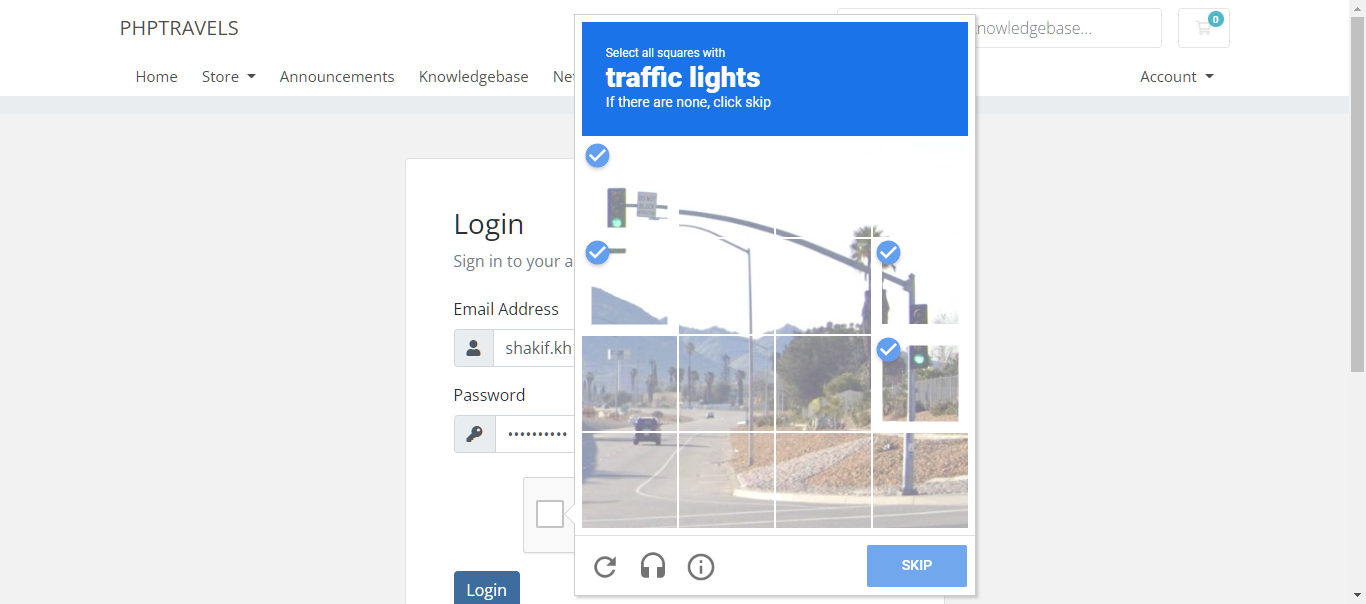 PHPTRAVELS
nowledgebase...
0
Home Store Announcements Knowledgebase Account
Select all squares with
traffic lights
If there are none, click skip
Login
Sign in to your a
Email Address
shakif.kh
Password
SKIP
Login